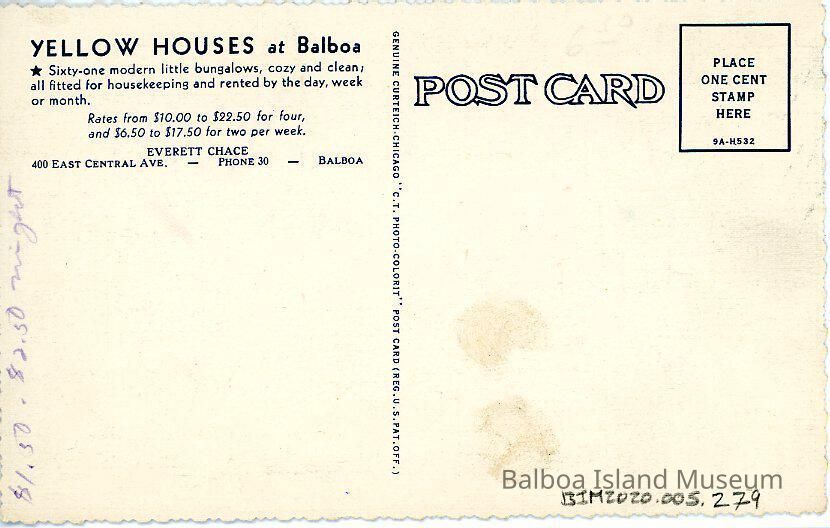 YELLOW HOUSES at Balboa
★ Sixty-one modern little bungalows, cozy and clean;
all fitted for housekeeping and rented by the day, week
or month.
Rates from $10.00 to $22.50 for four,
and $6.50 to $17.50 for two per week.
EVERETT CHACE
400 EAST CENTRAL AVE. — PHONE 30 — BALBOA
$1.50 - $2.50 night
GENUINE CURTEICH-CHICAGO "C.T. PHOTO-COLORIT" POST CARD (REG. U.S. PAT. OFF.)
POST CARD
PLACE
ONE CENT
STAMP
HERE
9A-H532
Balboa Island Museum
BIM2020.005.279